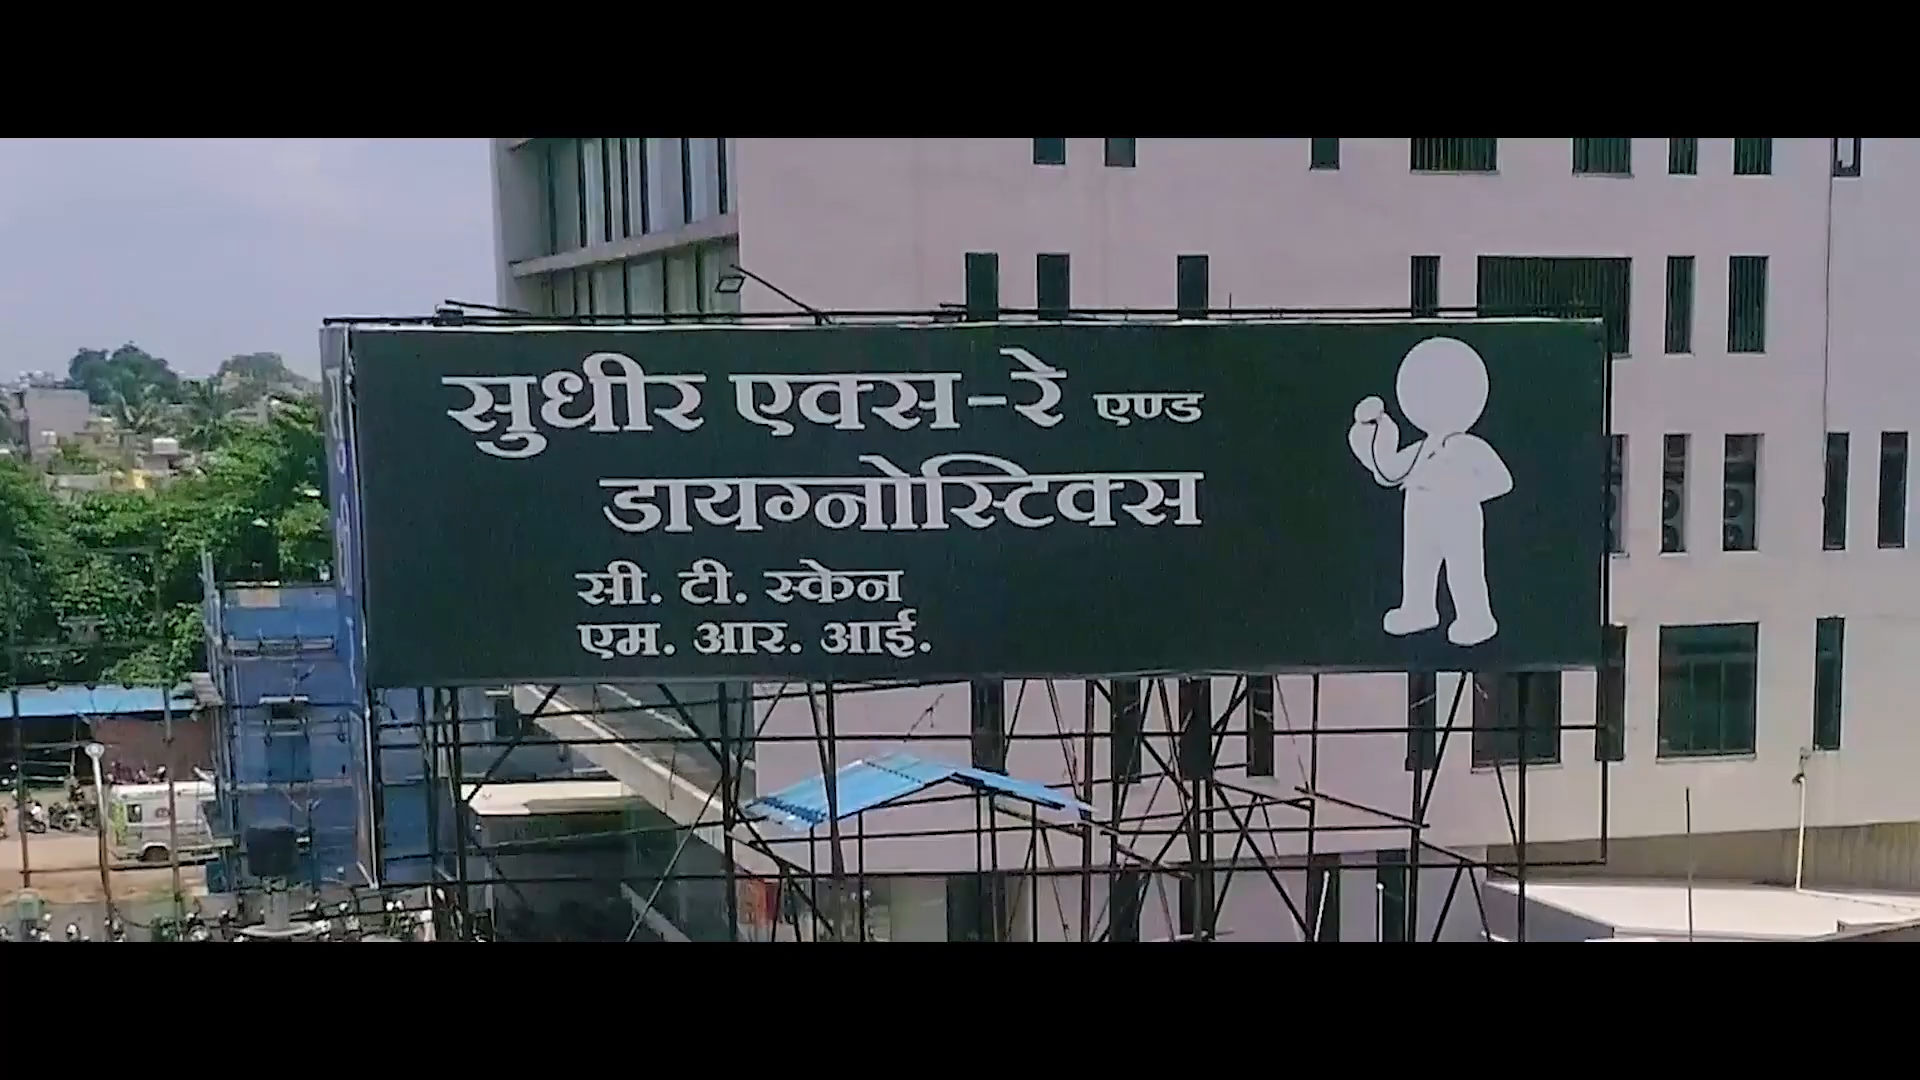 सुधीर एक्स-रे एण्ड
डायग्नोस्टिक्स
सी. टी. स्केन
एम. आर. आई.